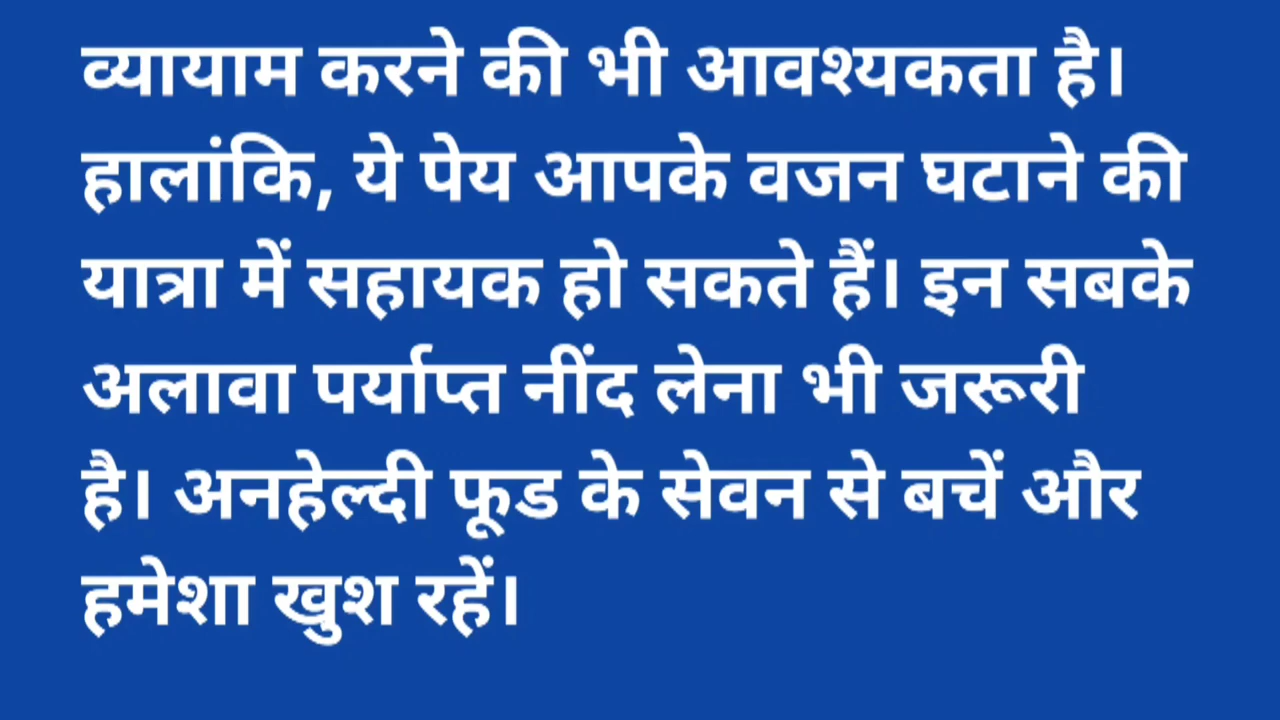 व्यायाम करने की भी आवश्यकता है।
हालांकि, ये पेय आपके वजन घटाने की
यात्रा में सहायक हो सकते हैं। इन सबके
अलावा पर्याप्त नींद लेना भी जरूरी
है। अनहेल्दी फूड के सेवन से बचें और
हमेशा खुश रहें।